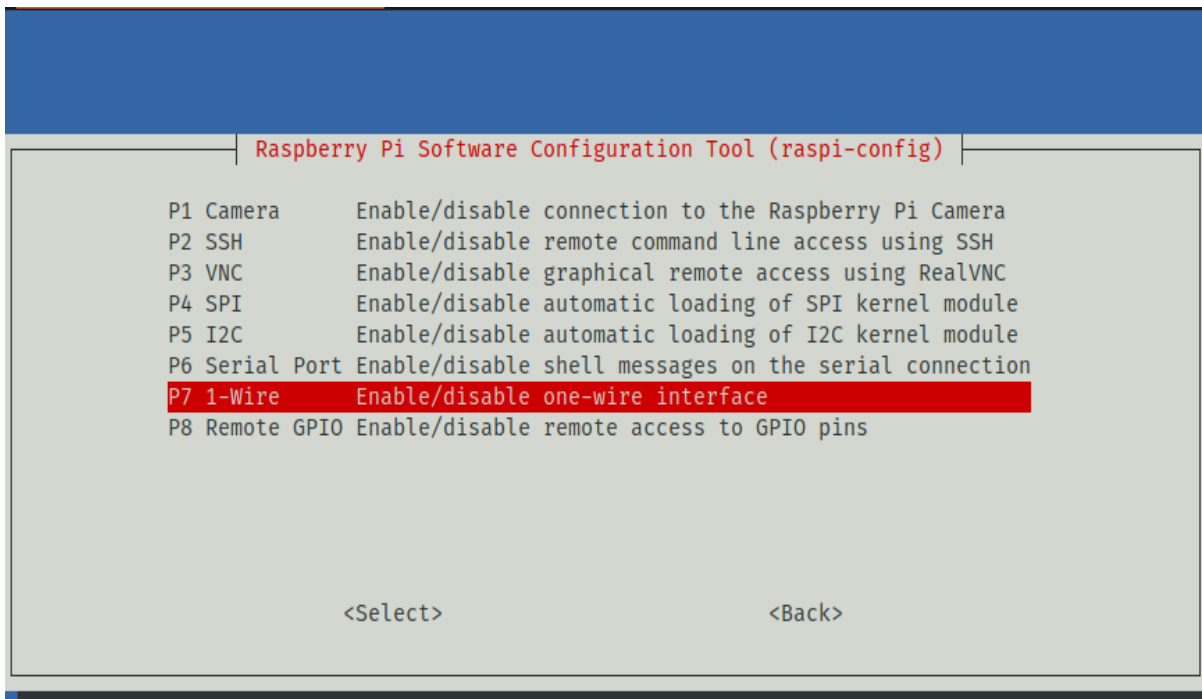 Raspberry Pi Software Configuration Tool (raspi-config)
P1 Camera Enable/disable connection to the Raspberry Pi Camera
P2 SSH Enable/disable remote command line access using SSH
P3 VNC Enable/disable graphical remote access using RealVNC
P4 SPI Enable/disable automatic loading of SPI kernel module
P5 I2C Enable/disable automatic loading of I2C kernel module
P6 Serial Port Enable/disable shell messages on the serial connection
P7 1-Wire Enable/disable one-wire interface
P8 Remote GPIO Enable/disable remote access to GPIO pins
<Select> <Back>